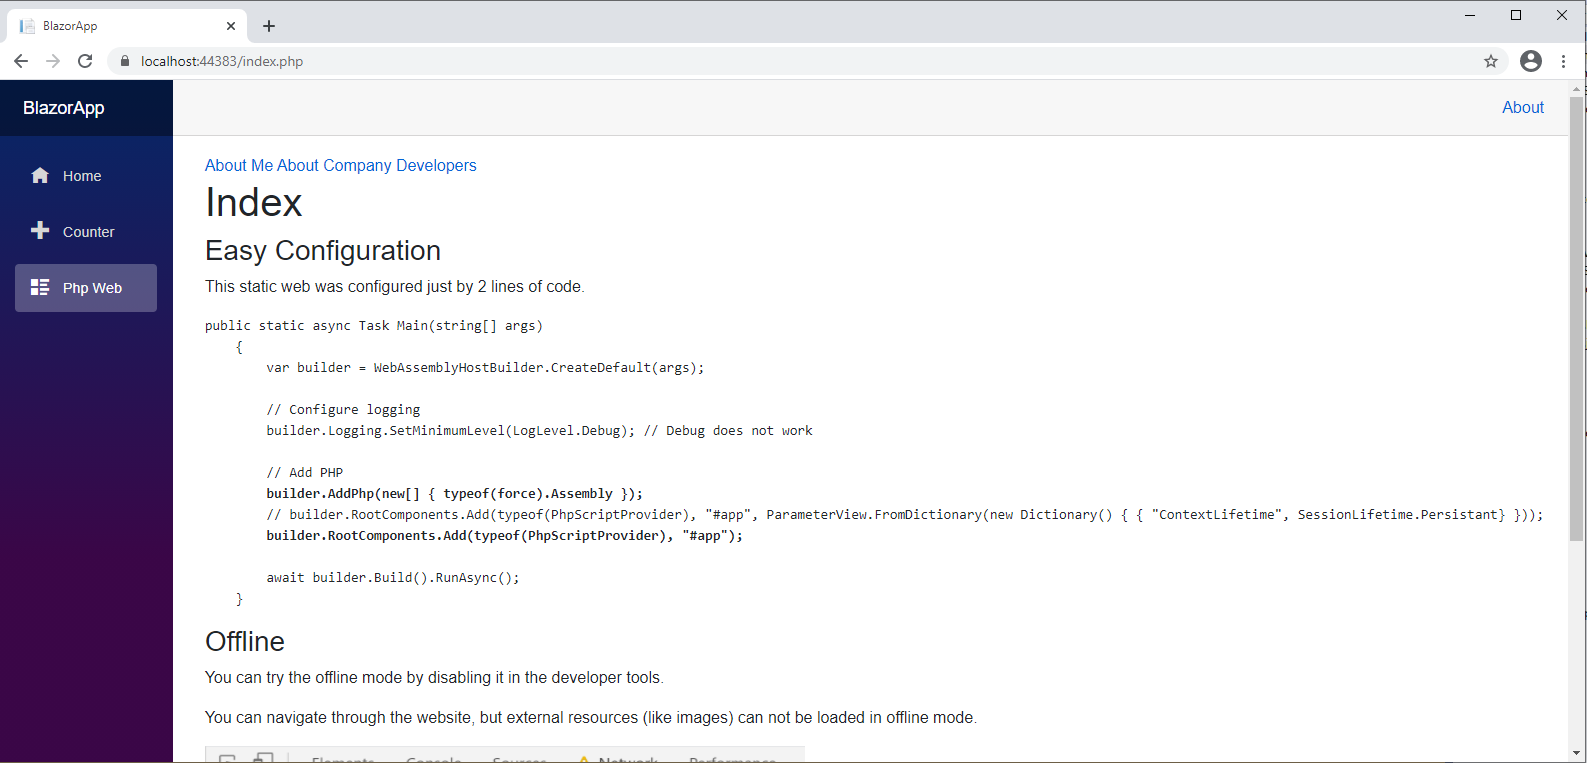 BlazorApp
localhost:44383/index.php
BlazorApp
About
Home
Counter
Php Web
About Me About Company Developers
Index
Easy Configuration
This static web was configured just by 2 lines of code.
public static async Task Main(string[] args)
{
var builder = WebAssemblyHostBuilder.CreateDefault(args);
// Configure logging
builder.Logging.SetMinimumLevel(LogLevel.Debug); // Debug does not work
// Add PHP
builder.AddPhp(new[] { typeof(force).Assembly });
// builder.RootComponents.Add(typeof(PhpScriptProvider), "#app", ParameterView.FromDictionary(new Dictionary() { { "ContextLifetime", SessionLifetime.Persistant} }));
builder.RootComponents.Add(typeof(PhpScriptProvider), "#app");
await builder.Build().RunAsync();
}
Offline
You can try the offline mode by disabling it in the developer tools.
You can navigate through the website, but external resources (like images) can not be loaded in offline mode.
Elements Console Sources Network Performance